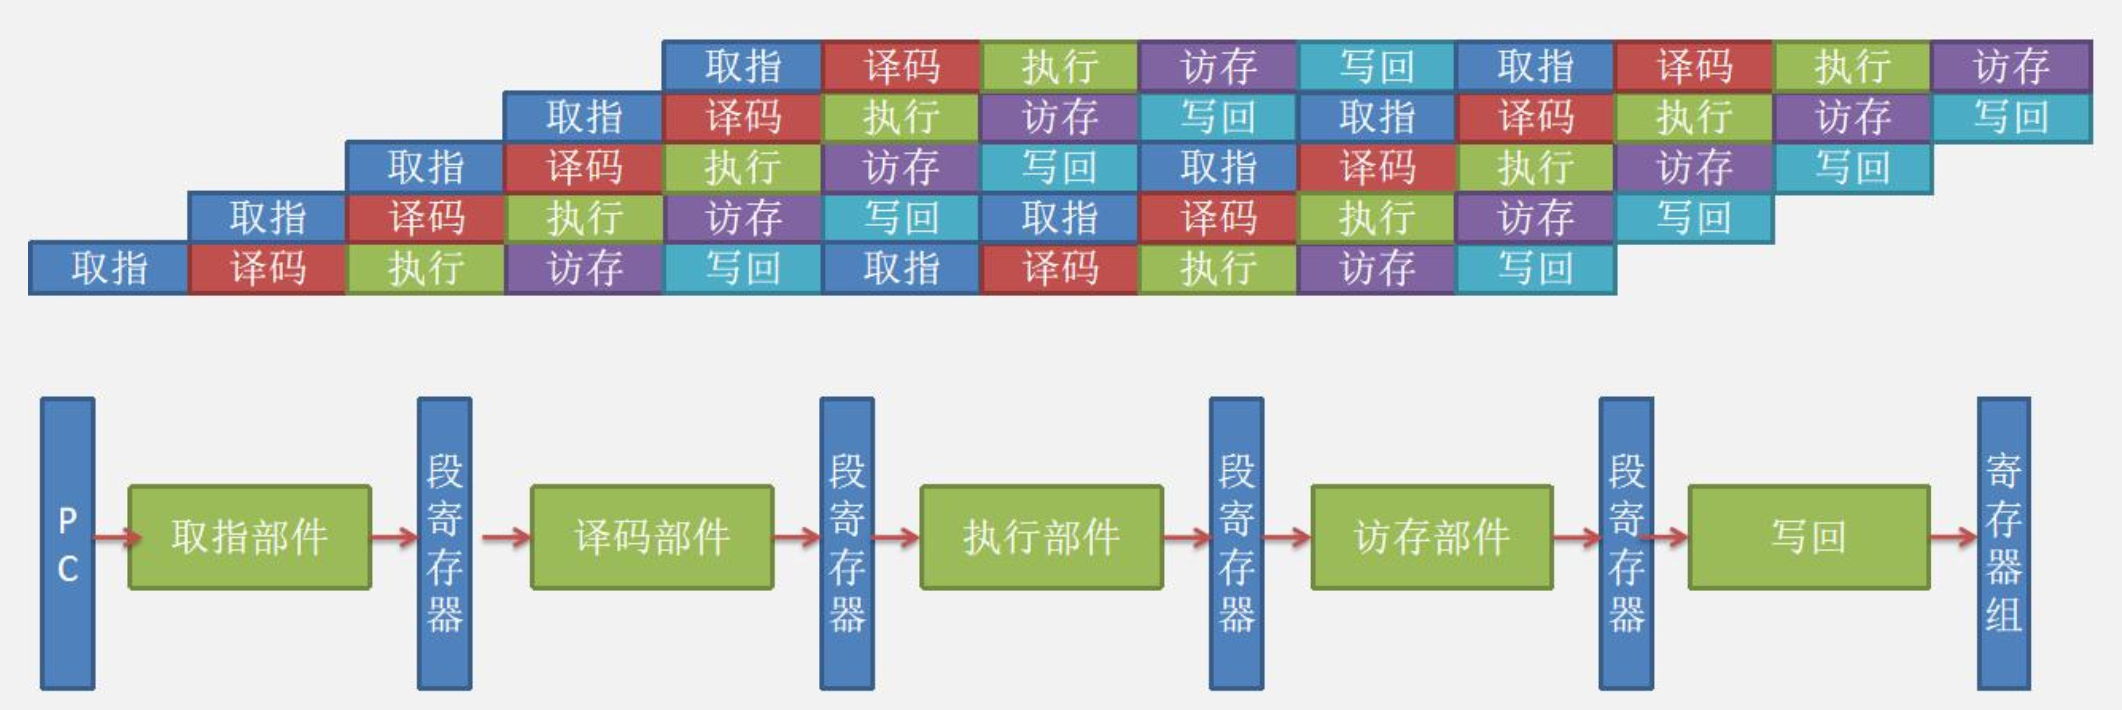 取指 译码 执行 访存 写回 取指 译码 执行 访存
取指 译码 执行 访存 写回 取指 译码 执行 访存 写回
取指 译码 执行 访存 写回 取指 译码 执行 访存 写回
取指 译码 执行 访存 写回 取指 译码 执行 访存 写回
取指 译码 执行 访存 写回 取指 译码 执行 访存 写回
PC
取指部件
段寄存器
译码部件
段寄存器
执行部件
段寄存器
访存部件
段寄存器
写回
寄存器组